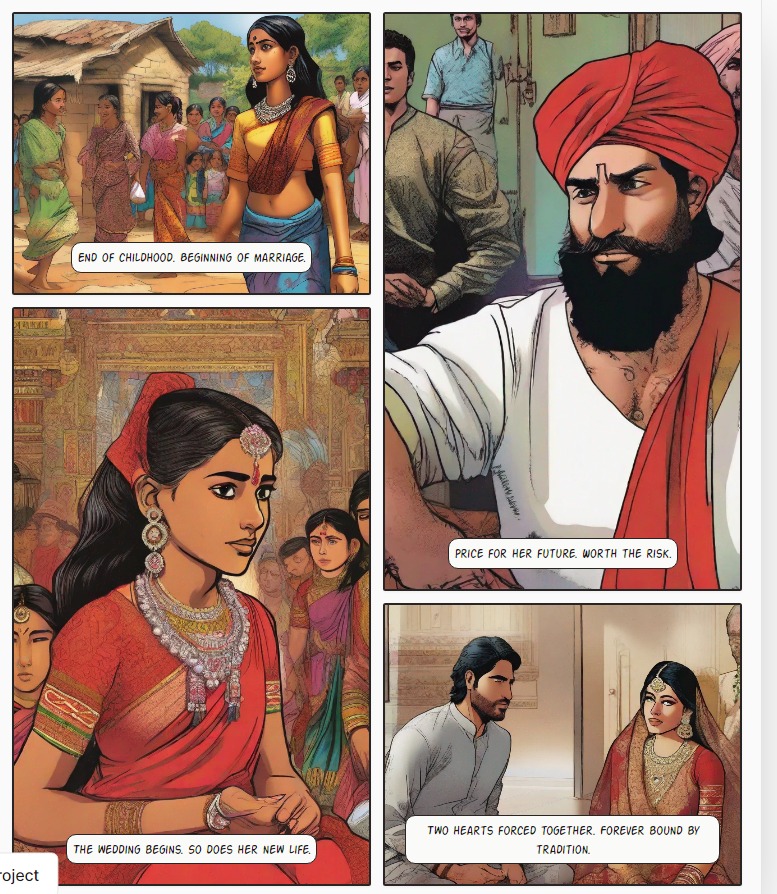 END OF CHILDHOOD. BEGINNING OF MARRIAGE.
PRICE FOR HER FUTURE. WORTH THE RISK.
THE WEDDING BEGINS. SO DOES HER NEW LIFE.
TWO HEARTS FORCED TOGETHER. FOREVER BOUND BY
TRADITION.
roject